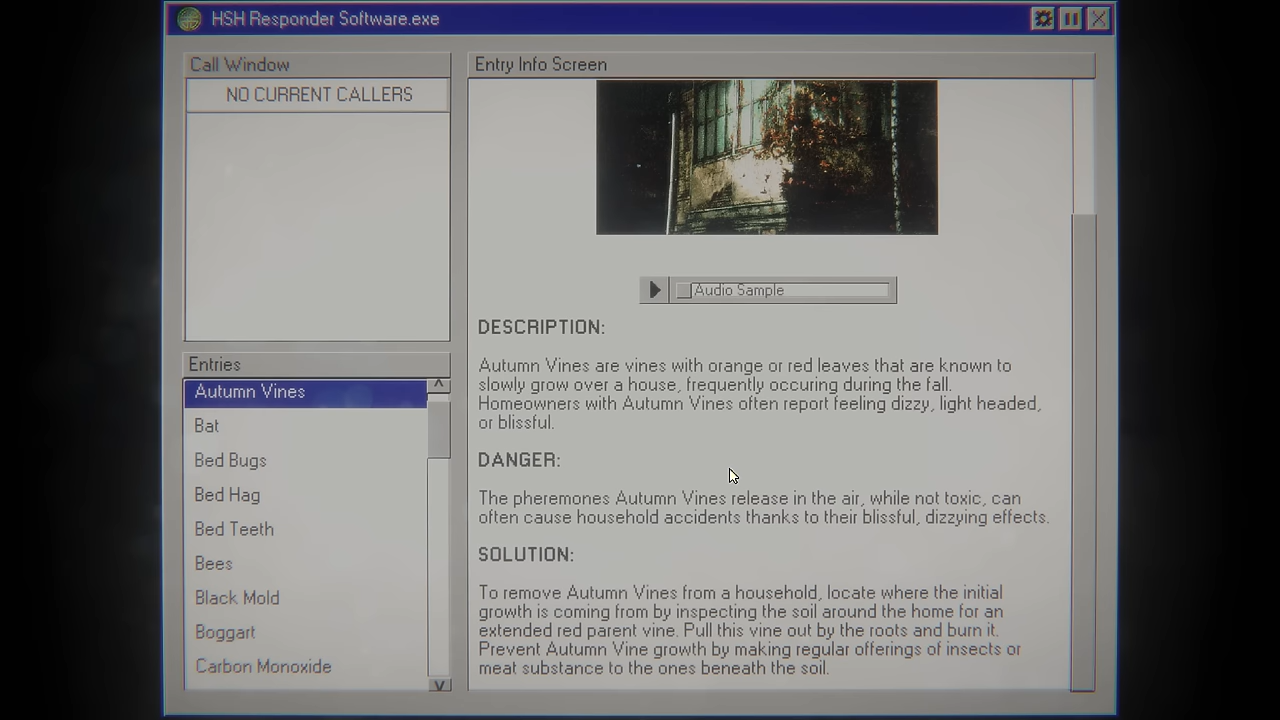 HSH Responder Software.exe
Call Window
NO CURRENT CALLERS
Entries
Autumn Vines
Bat
Bed Bugs
Bed Hag
Bed Teeth
Bees
Black Mold
Boggart
Carbon Monoxide
Entry Info Screen
Audio Sample
DESCRIPTION:
Autumn Vines are vines with orange or red leaves that are known to
slowly grow over a house, frequently occuring during the fall.
Homeowners with Autumn Vines often report feeling dizzy, light headed,
or blissful.
DANGER:
The pheremones Autumn Vines release in the air, while not toxic, can
often cause household accidents thanks to their blissful, dizzying effects.
SOLUTION:
To remove Autumn Vines from a household, locate where the initial
growth is coming from by inspecting the soil around the home for an
extended red parent vine. Pull this vine out by the roots and burn it.
Prevent Autumn Vine growth by making regular offerings of insects or
meat substance to the ones beneath the soil.